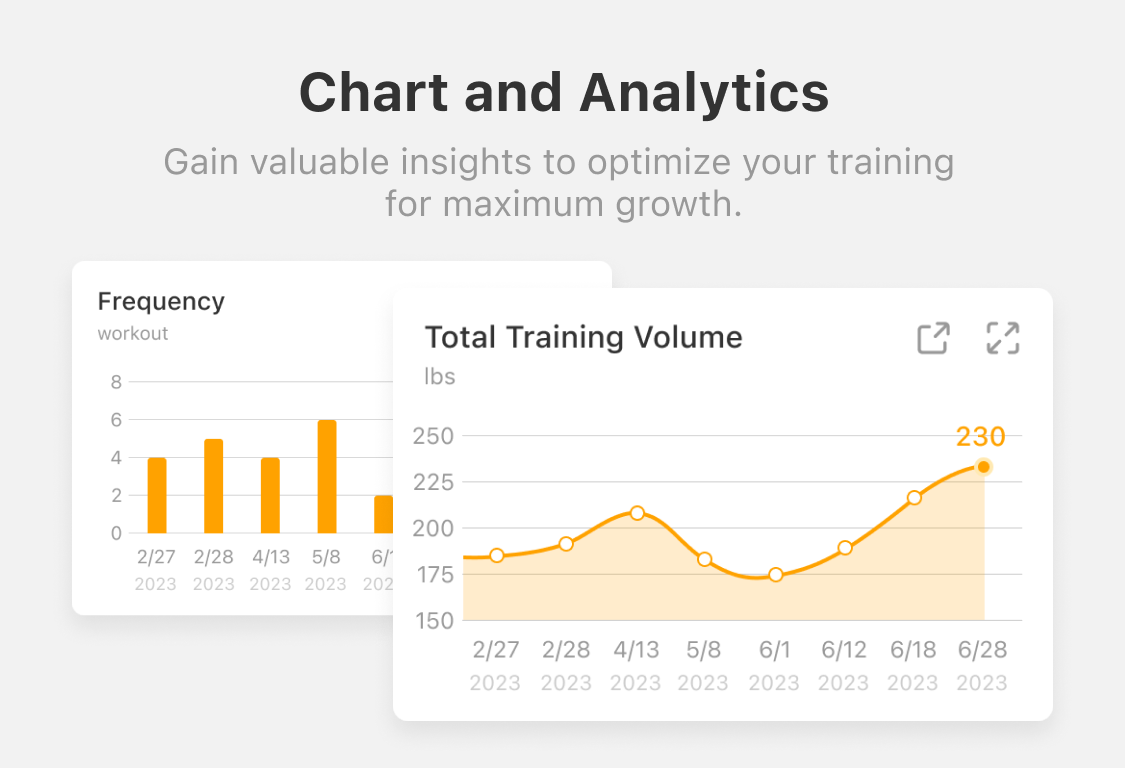 Chart and Analytics
Gain valuable insights to optimize your training
for maximum growth.
Frequency
workout
8
6
4
2
0
2/27 2/28 4/13 5/8
2023 2023 2023 2023
Total Training Volume
lbs
230
250
225
200
175
150
2/27 2/28 4/13 5/8 6/1 6/12 6/18 6/28
2023 2023 2023 2023 2023 2023 2023 2023